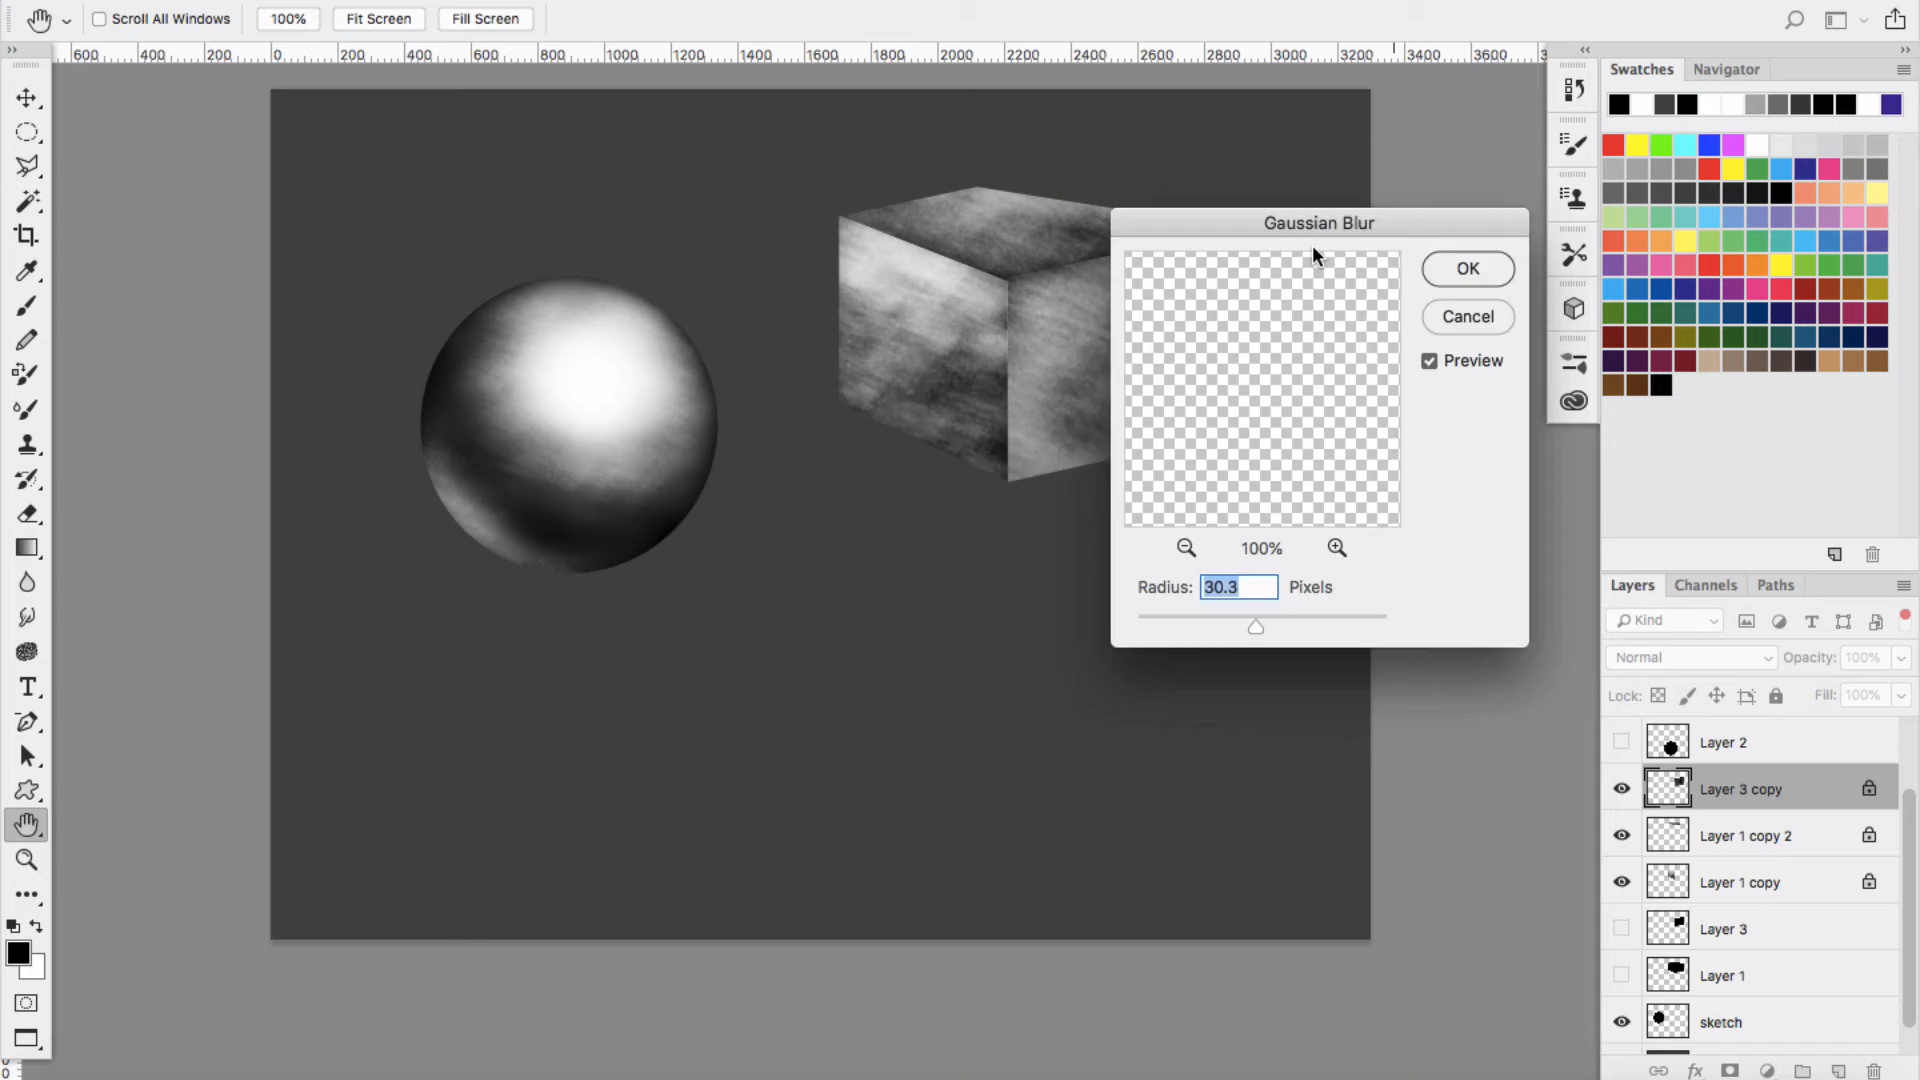 Scroll All Windows 100% Fit Screen Fill Screen
600 400 200 0 200 400 600 800 1000 1200 1400 1600 1800 2000 2200 2400 2600 2800 3000 3200 3400 3600
Swatches Navigator
Gaussian Blur
OK
Cancel
Preview
100%
Radius: 30.3 Pixels
Layers Channels Paths
Kind
Normal Opacity: 100%
Lock: Fill: 100%
Layer 2
Layer 3 copy
Layer 1 copy 2
Layer 1 copy
Layer 3
Layer 1
sketch
fx
0